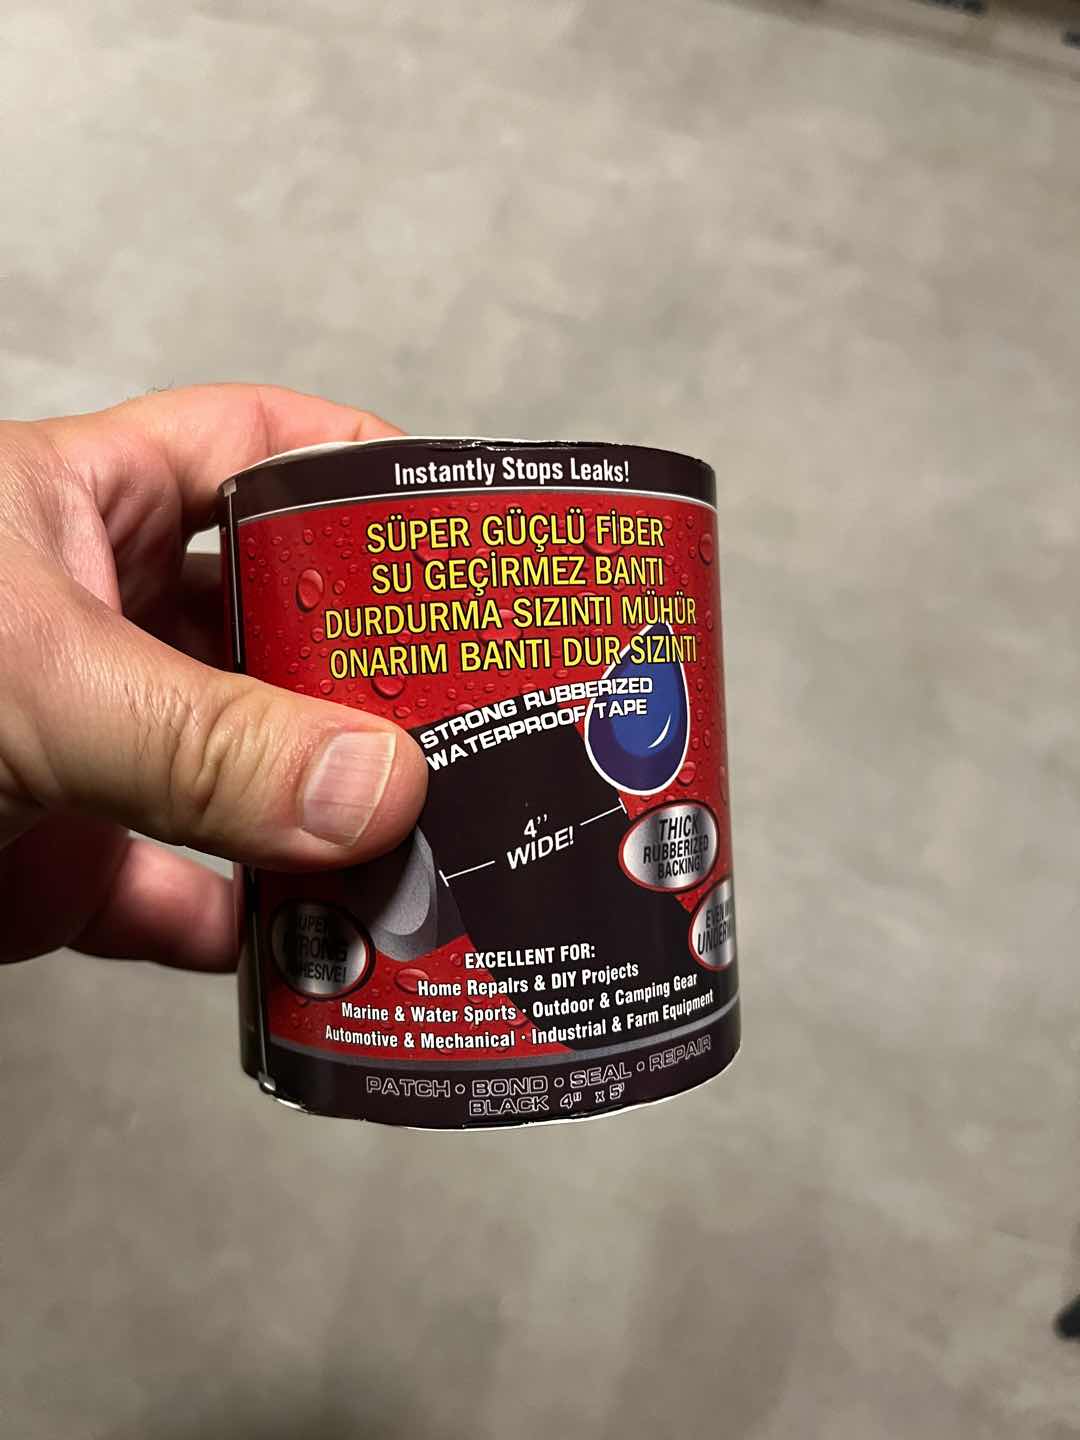 Instantly Stops Leaks!
SÜPER GÜÇLÜ FİBER
SU GEÇİRMEZ BANTI
DURDURMA SIZINTI MÜHÜR
ONARIM BANTI DUR SIZINTI
STRONG RUBBERIZED
WATERPROOF TAPE
4''
WIDE!
THICK
RUBBERIZED
BACKING!
EXCELLENT FOR:
Home Repairs & DIY Projects
Marine & Water Sports · Outdoor & Camping Gear
Automotive & Mechanical · Industrial & Farm Equipment
PATCH • BOND • SEAL • REPAIR
BLACK 4" x 5'